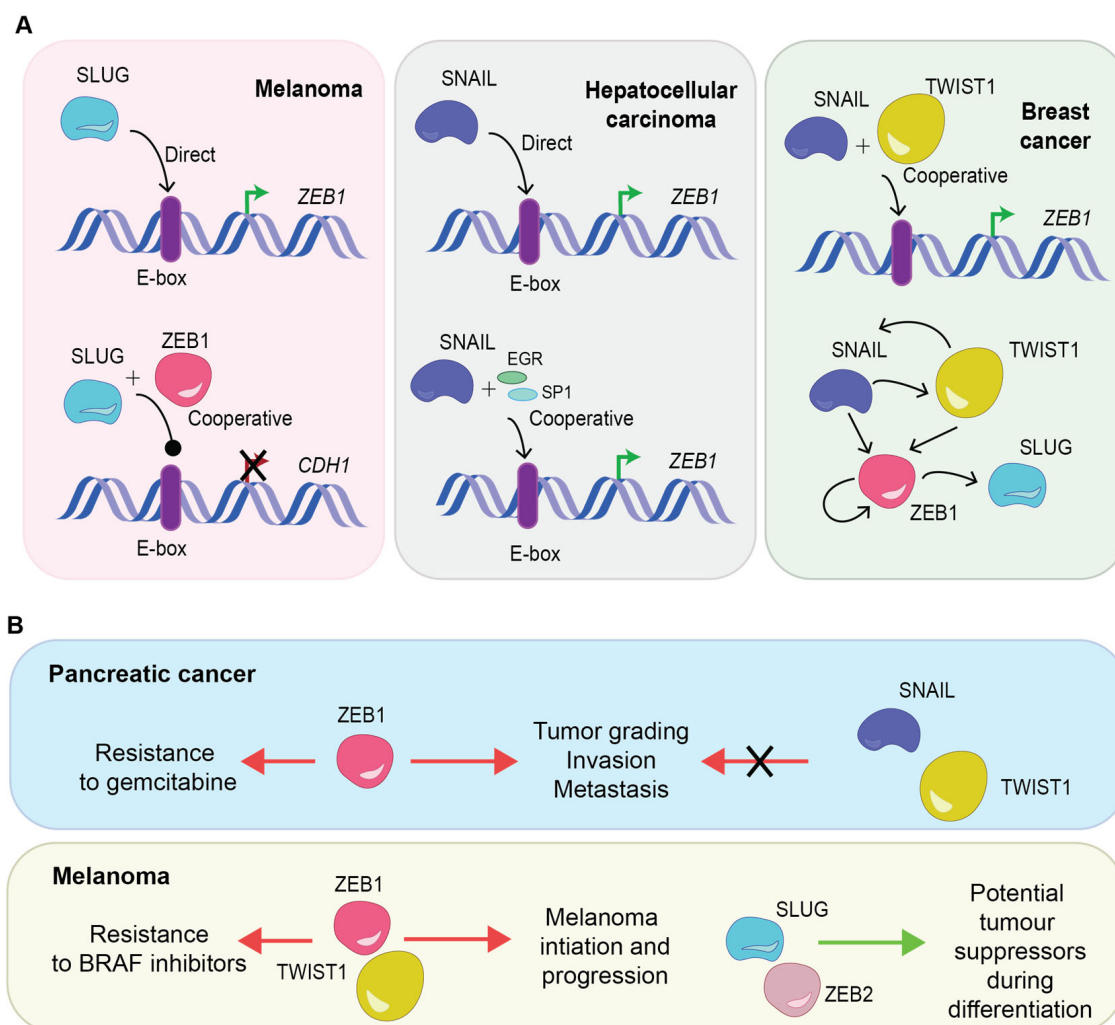 A
SLUG
Melanoma
Direct
ZEB1
E-box
SLUG
+
ZEB1
Cooperative
CDH1
E-box
SNAIL
Hepatocellular
carcinoma
Direct
ZEB1
E-box
SNAIL
+
EGR
SP1
Cooperative
ZEB1
E-box
SNAIL
+
TWIST1
Breast
cancer
Cooperative
ZEB1
SNAIL
TWIST1
SLUG
ZEB1
B
Pancreatic cancer
ZEB1
Resistance
to gemcitabine
Tumor grading
Invasion
Metastasis
SNAIL
TWIST1
Melanoma
ZEB1
Resistance
to BRAF inhibitors
TWIST1
Melanoma
intiation and
progression
SLUG
ZEB2
Potential
tumour
suppressors
during
differentiation